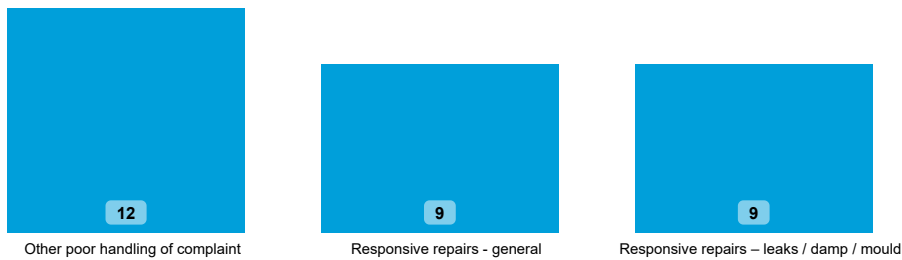 12
9
9
Other poor handling of complaint
Responsive repairs - general
Responsive repairs – leaks / damp / mould